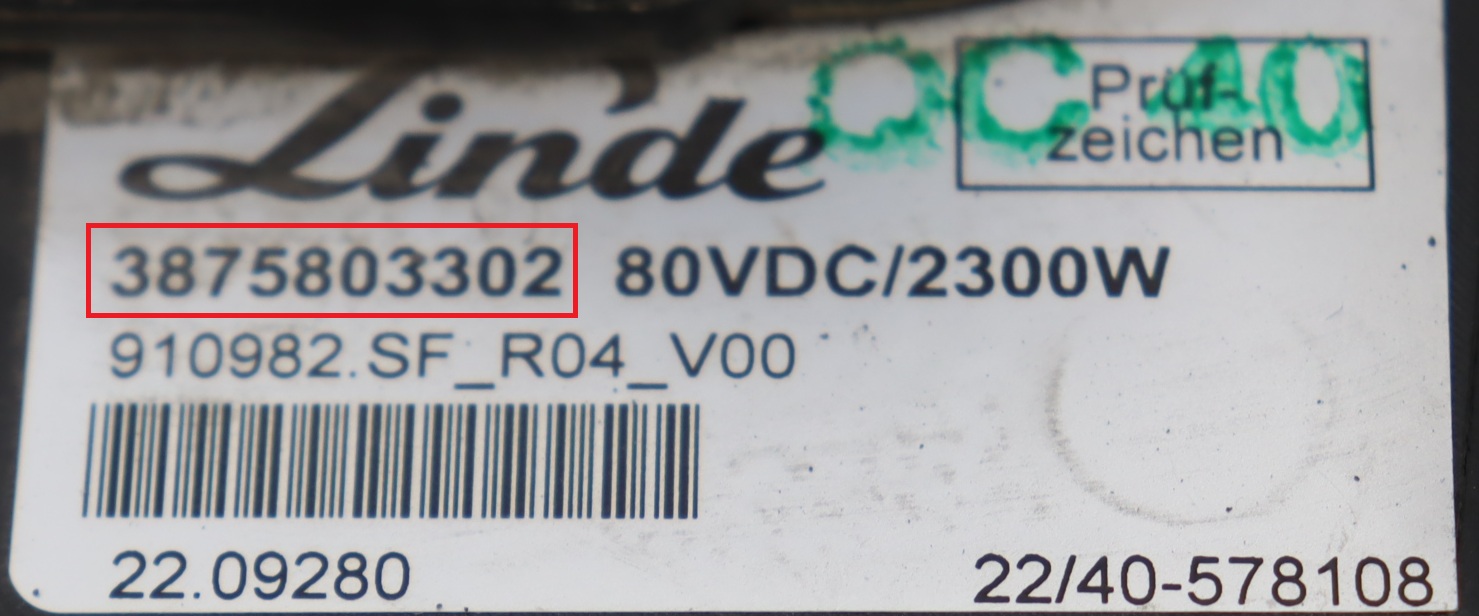 Linde
QC 40
Prüf-
zeichen
3875803302 80VDC/2300W
910982.SF_R04_V00
22.09280
22/40-578108